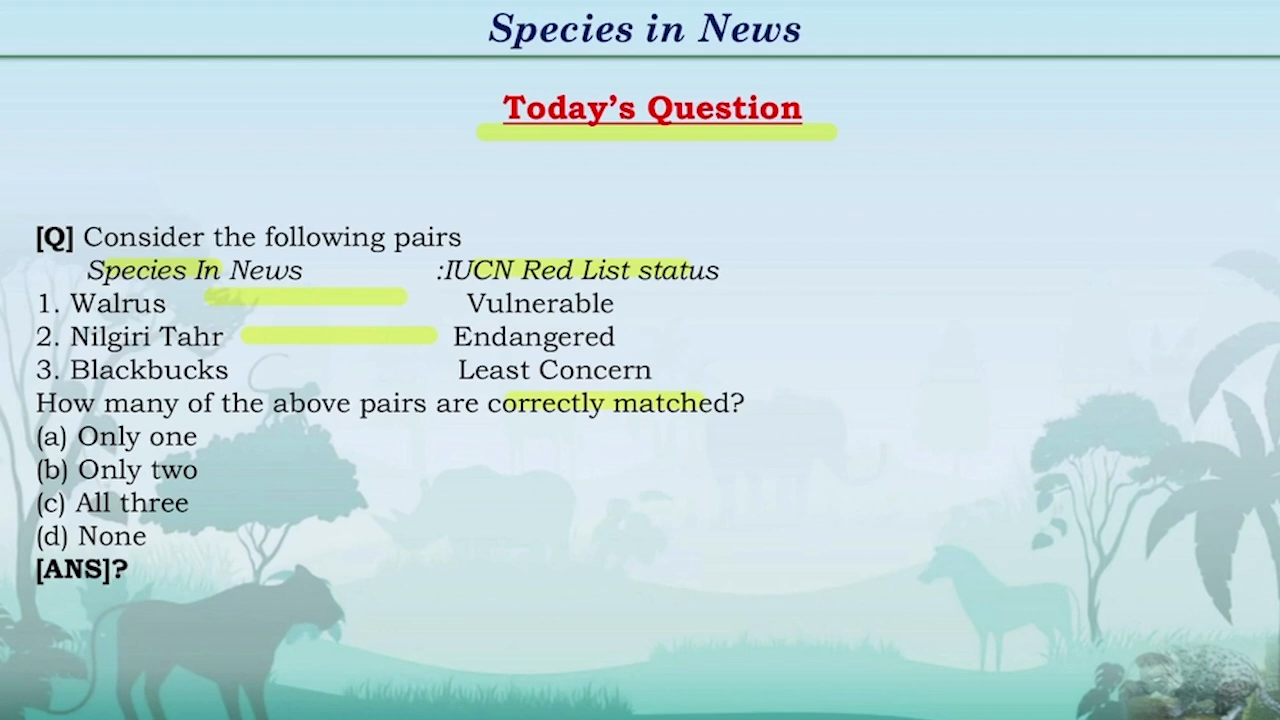 Species in News
Today's Question
[Q] Consider the following pairs
Species In News :IUCN Red List status
1. Walrus Vulnerable
2. Nilgiri Tahr Endangered
3. Blackbucks Least Concern
How many of the above pairs are correctly matched?
(a) Only one
(b) Only two
(c) All three
(d) None
[ANS]?